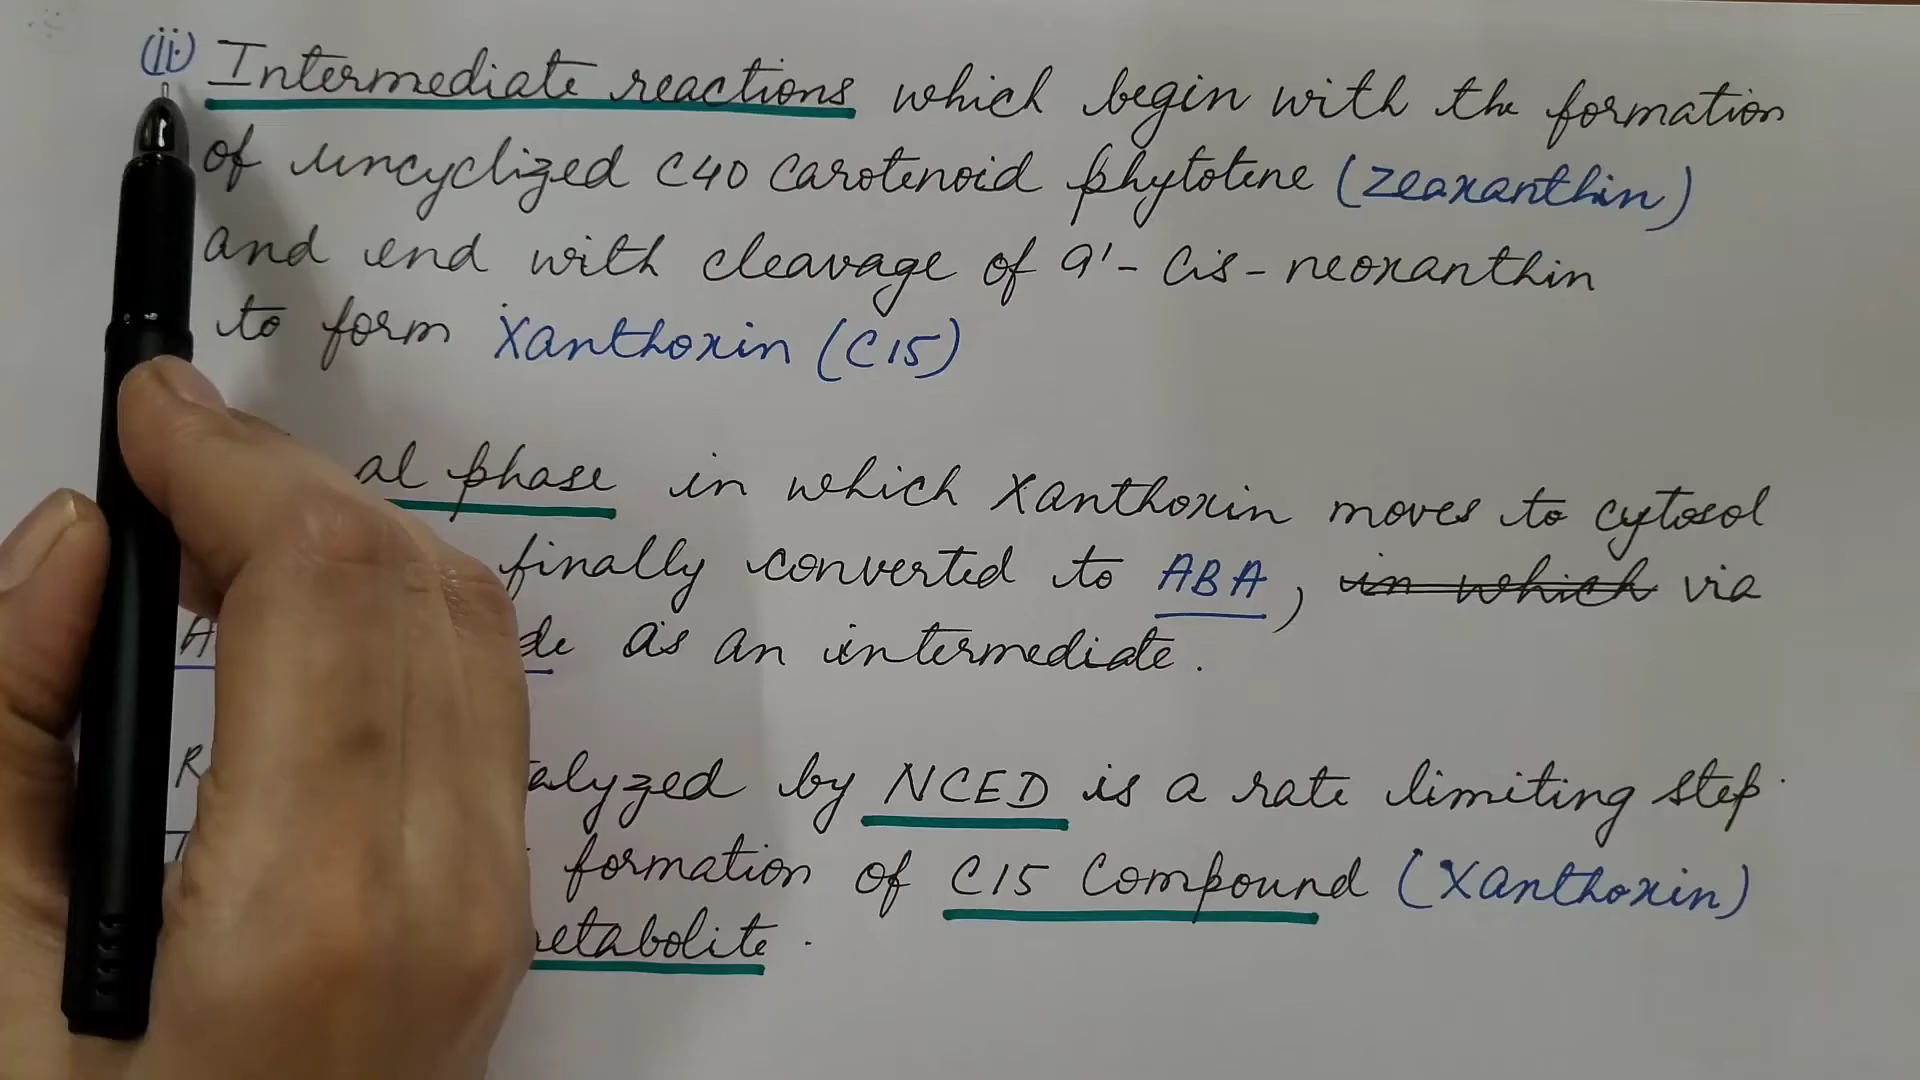 (ii) Intermediate reactions which begin with the formation
of uncyclized C40 carotenoid phytotene (Zeaxanthin)
and end with cleavage of 9'-Cis-neoxanthin
to form Xanthoxin (C15)
al phase in which Xanthoxin moves to cytosol
finally converted to ABA, in which via
A de as an intermediate.
R alyzed by NCED is a rate limiting step
T formation of C15 Compound (Xanthoxin)
etabolite.